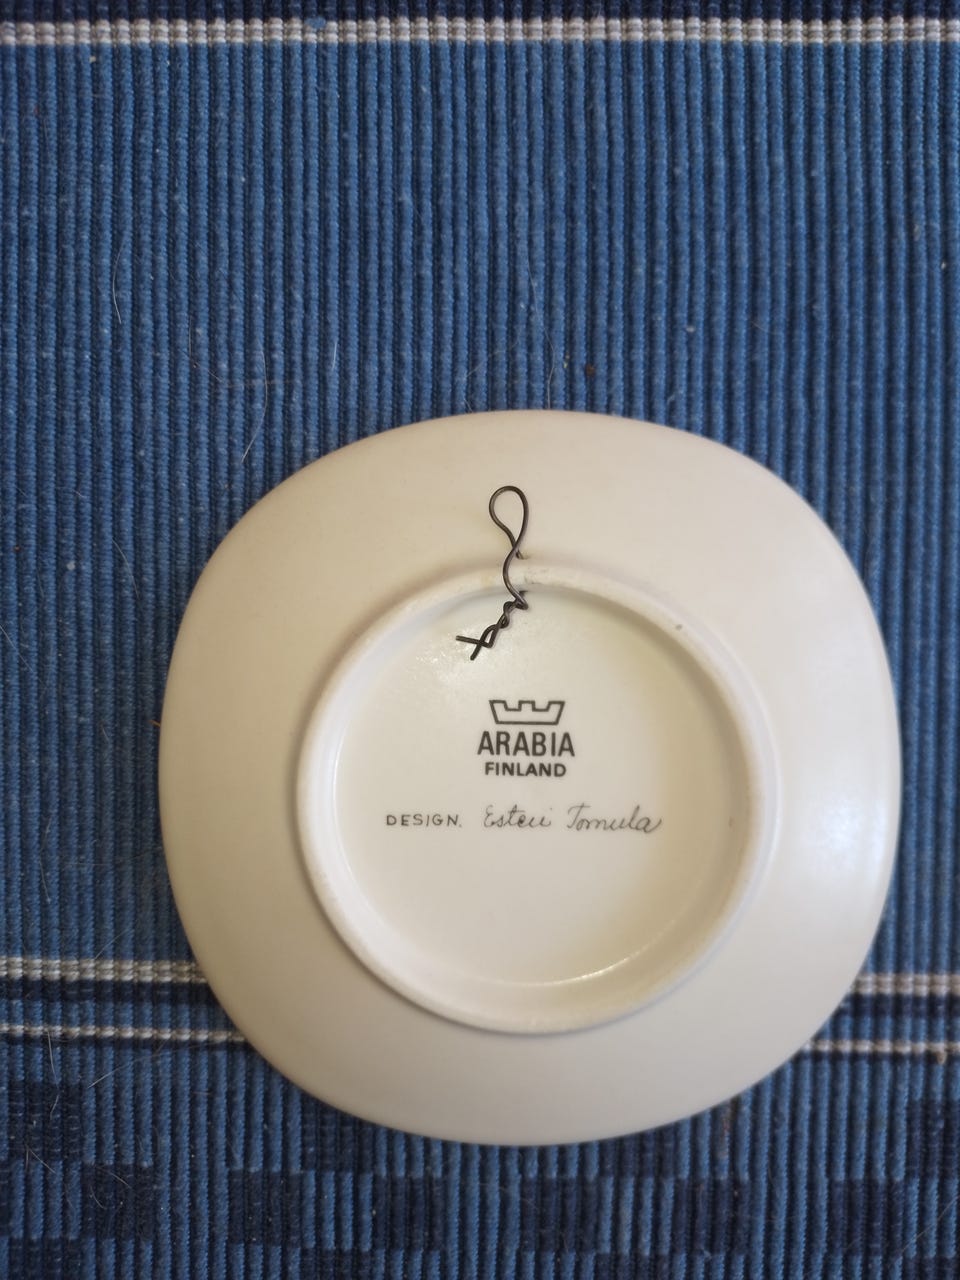 ARABIA
FINLAND
DESIGN. Esteri Tomula